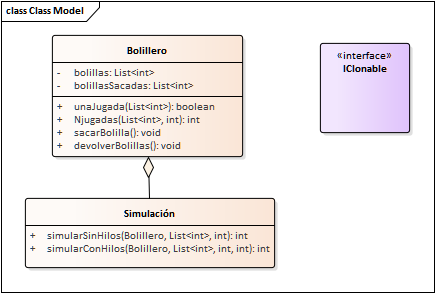 class Class Model
Bolillero
- bolillas: List<int>
- bolillasSacadas: List<int>
+ unaJugada(List<int>): boolean
+ Njugadas(List<int>, int): int
+ sacarBolilla(): void
+ devolverBolillas(): void
«interface»
IClonable
Simulación
+ simularSinHilos(Bolillero, List<int>, int): int
+ simularConHilos(Bolillero, List<int>, int, int): int